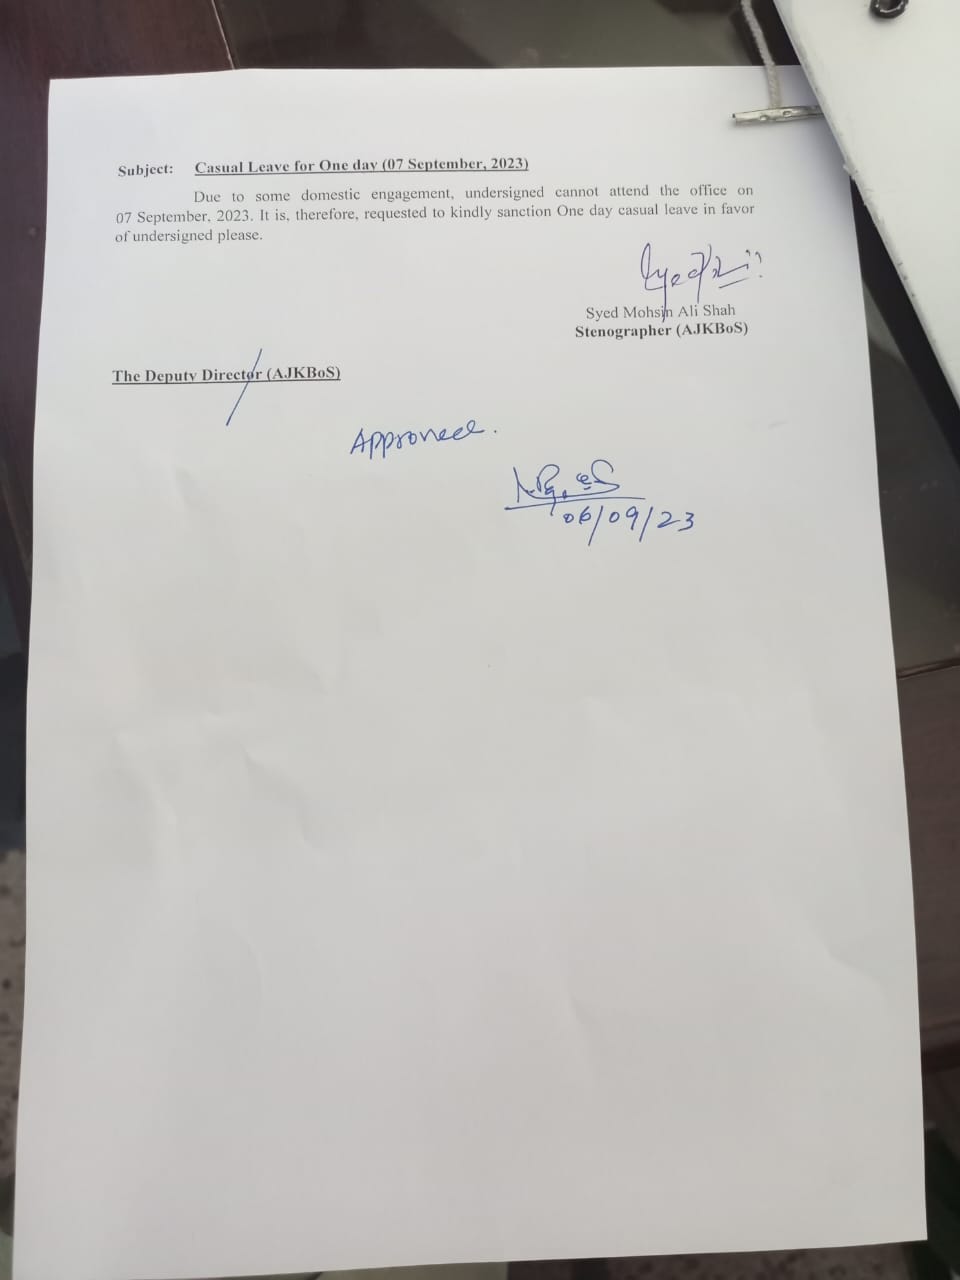 Subject: Casual Leave for One day (07 September, 2023)
Due to some domestic engagement, undersigned cannot attend the office on
07 September, 2023. It is, therefore, requested to kindly sanction One day casual leave in favor
of undersigned please.
Syed Mohsin Ali Shah
Stenographer (AJKBoS)
The Deputy Director (AJKBoS)
Approved.
06/09/23